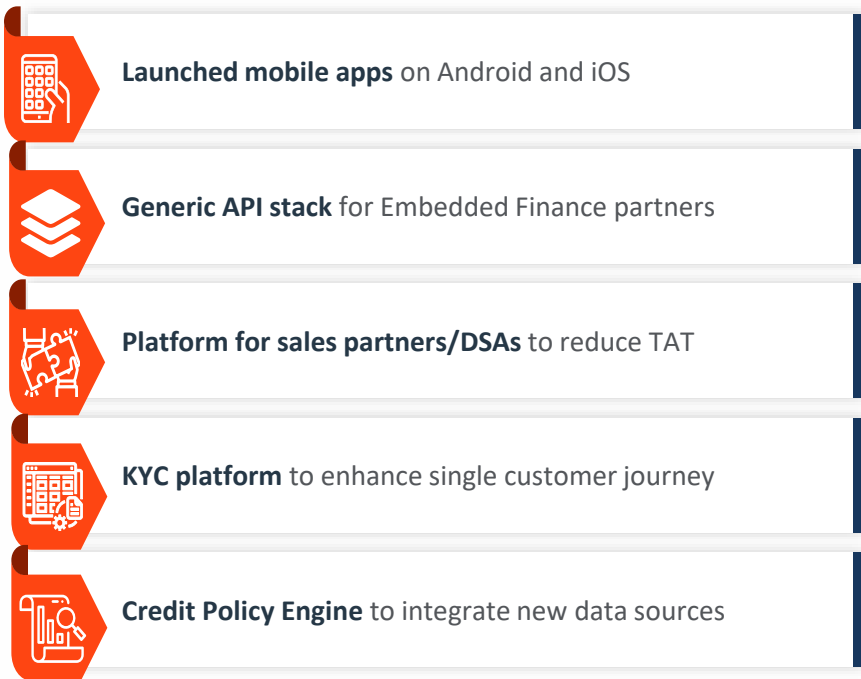 Launched mobile apps on Android and iOS
Generic API stack for Embedded Finance partners
Platform for sales partners/DSAs to reduce TAT
KYC platform to enhance single customer journey
Credit Policy Engine to integrate new data sources